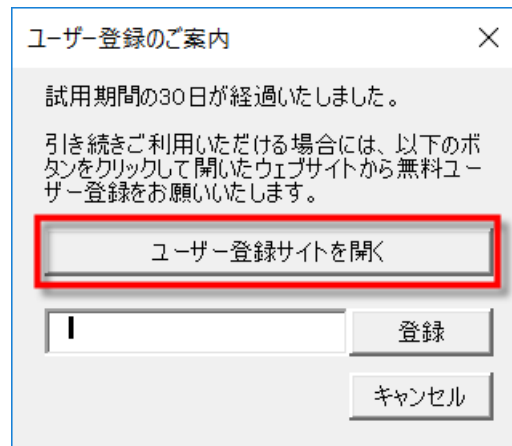 ユーザー登録のご案内
試用期間の30日が経過いたしました。
引き続きご利用いただける場合には、以下のボ
タンをクリックして開いたウェブサイトから無料ユー
ザー登録をお願いいたします。
ユーザー登録サイトを開く
登録
キャンセル